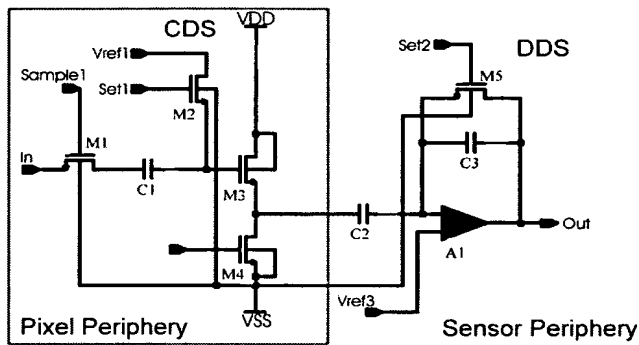 CDS
VDD
Vref1
Set2
DDS
Sample1
Set1
M2
M5
In
M1
C1
M3
C3
C2
A1
Out
M4
Vref3
VSS
Pixel Periphery
Sensor Periphery